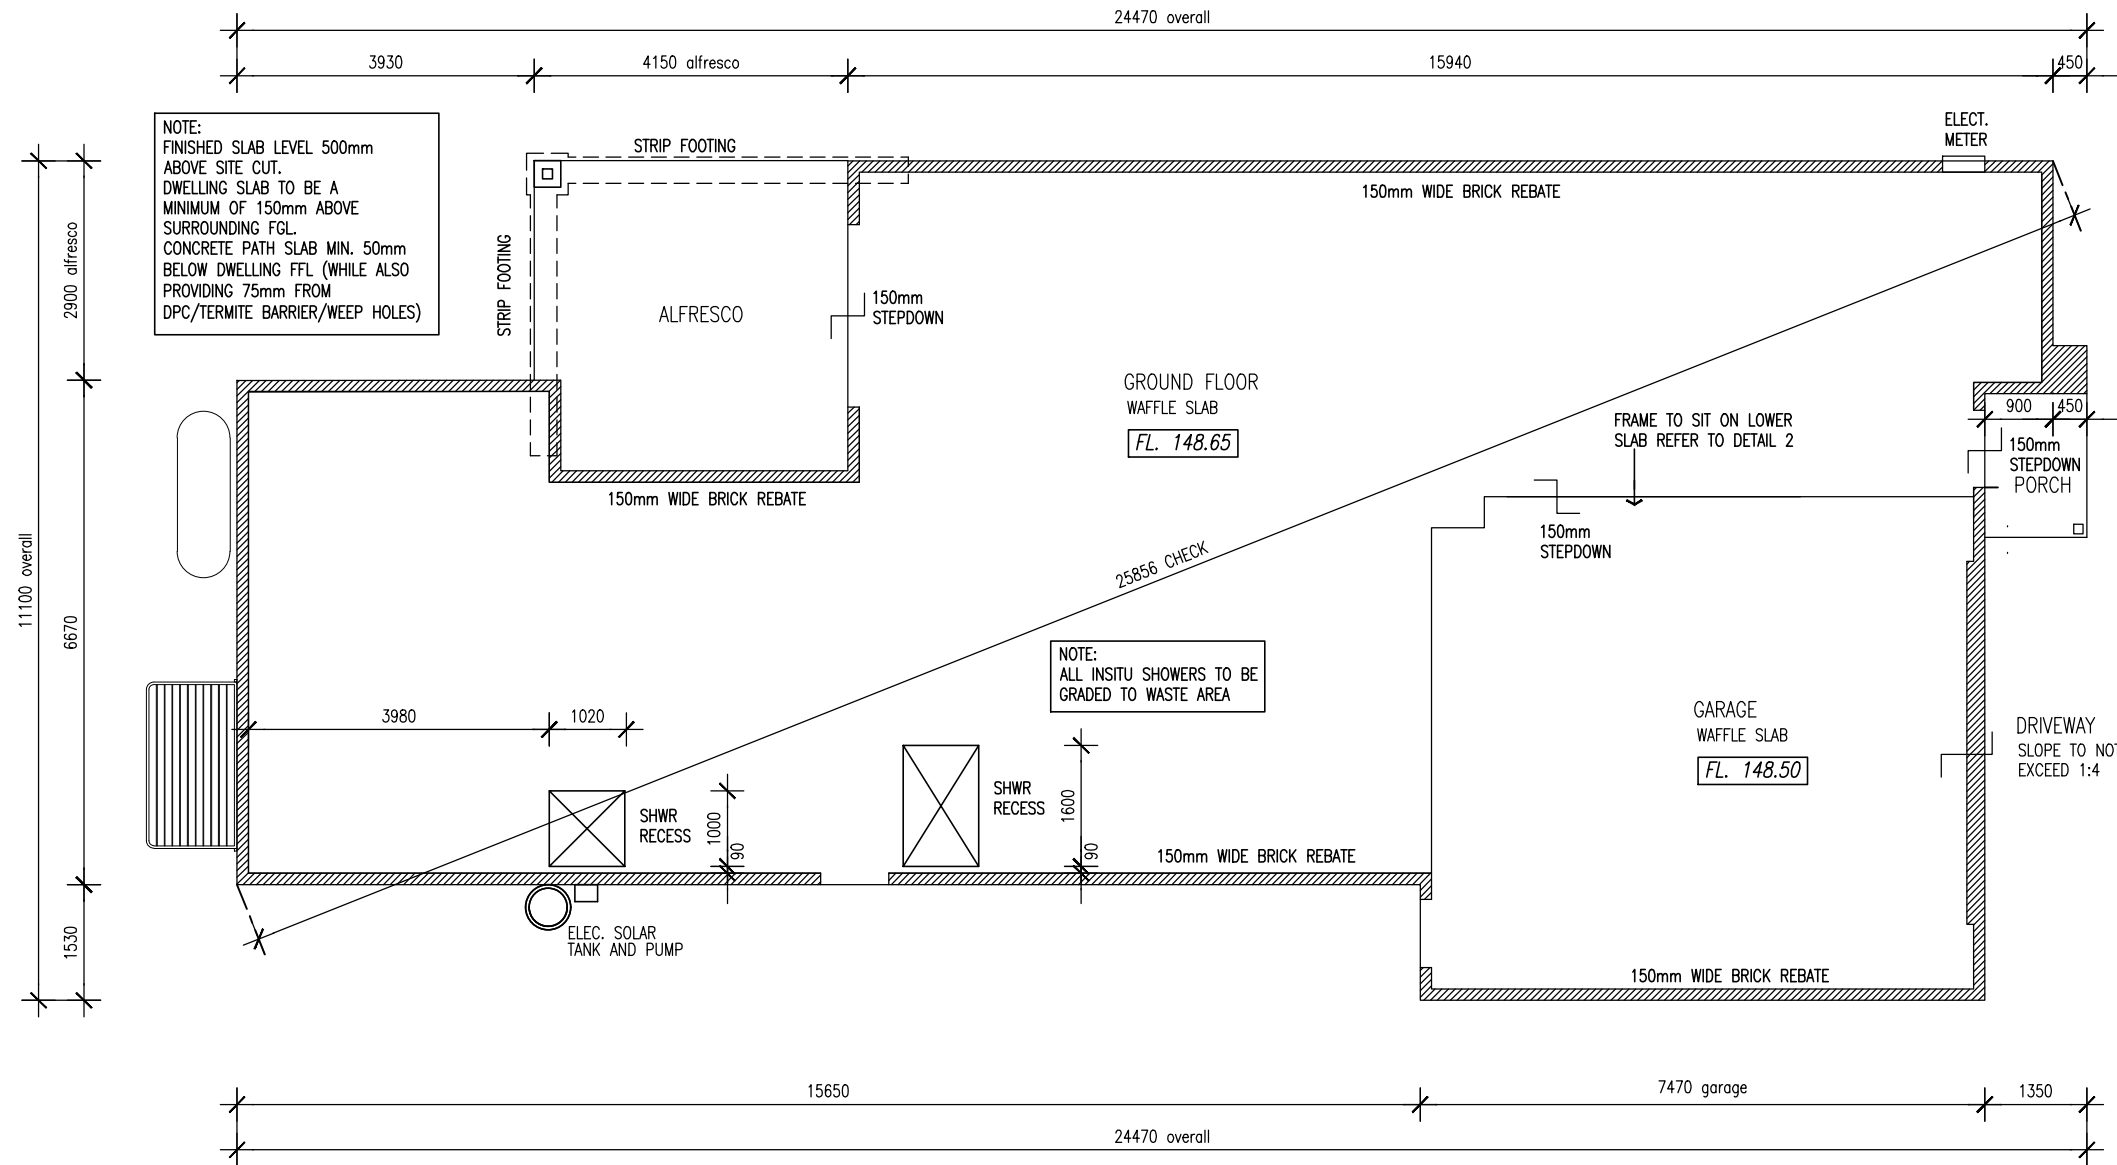 24470 overall
3930
4150 alfresco
15940
450
NOTE:
FINISHED SLAB LEVEL 500mm
ABOVE SITE CUT.
DWELLING SLAB TO BE A
MINIMUM OF 150mm ABOVE
SURROUNDING FGL.
CONCRETE PATH SLAB MIN. 50mm
BELOW DWELLING FFL (WHILE ALSO
PROVIDING 75mm FROM
DPC/TERMITE BARRIER/WEEP HOLES)
STRIP FOOTING
ELECT.
METER
150mm WIDE BRICK REBATE
2900 alfresco
STRIP FOOTING
ALFRESCO
150mm
STEPDOWN
GROUND FLOOR
WAFFLE SLAB
FL. 148.65
FRAME TO SIT ON LOWER
SLAB REFER TO DETAIL 2
900
450
150mm
STEPDOWN
PORCH
150mm WIDE BRICK REBATE
150mm
STEPDOWN
11100 overall
6670
25856 CHECK
NOTE:
ALL INSITU SHOWERS TO BE
GRADED TO WASTE AREA
3980
1020
GARAGE
WAFFLE SLAB
FL. 148.50
DRIVEWAY
SLOPE TO NOT
EXCEED 1:4
SHWR
RECESS
1000
90
SHWR
RECESS
1600
90
150mm WIDE BRICK REBATE
1530
ELEC. SOLAR
TANK AND PUMP
150mm WIDE BRICK REBATE
15650
7470 garage
1350
24470 overall